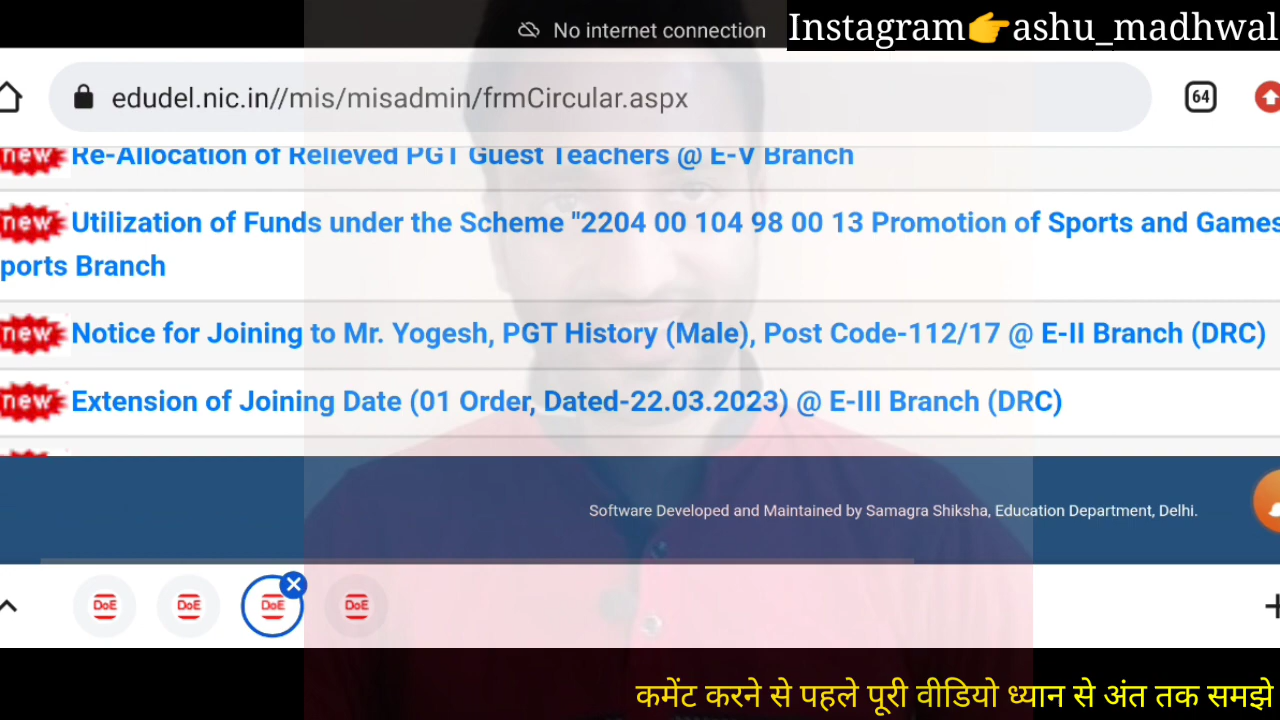 No internet connection
Instagram👉ashu_madhwal
edudel.nic.in//mis/misadmin/frmCircular.aspx
64
new Re-Allocation of Relieved PGT Guest Teachers @ E-V Branch
new Utilization of Funds under the Scheme "2204 00 104 98 00 13 Promotion of Sports and Games
ports Branch
new Notice for Joining to Mr. Yogesh, PGT History (Male), Post Code-112/17 @ E-II Branch (DRC)
new Extension of Joining Date (01 Order, Dated-22.03.2023) @ E-III Branch (DRC)
Software Developed and Maintained by Samagra Shiksha, Education Department, Delhi.
DoE DoE DoE DoE
कमेंट करने से पहले पूरी वीडियो ध्यान से अंत तक समझे